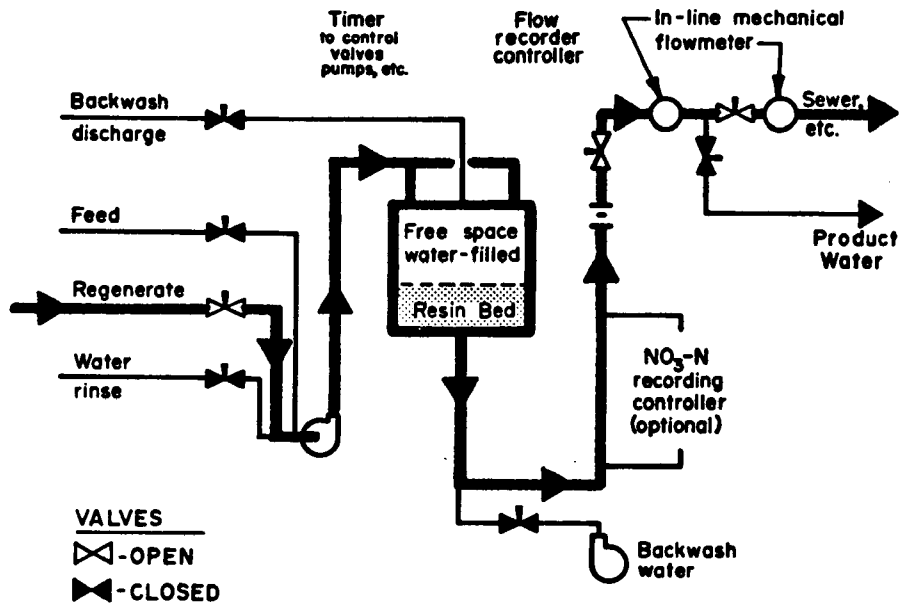 Timer
to control
valves
pumps, etc.
Flow
recorder
controller
In-line mechanical
flowmeter
Backwash
discharge
Sewer,
etc.
Feed
Free space
water-filled
Product
Water
Regenerate
Resin Bed
Water
rinse
NO₃-N
recording
controller
(optional)
VALVES
-OPEN
-CLOSED
Backwash
water